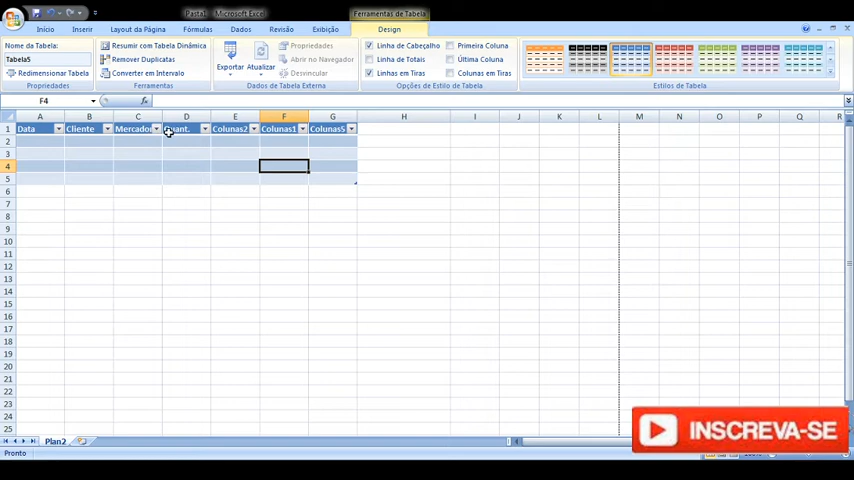 Pasta1 - Microsoft Excel
Ferramentas de Tabela
Início Inserir Layout da Página Fórmulas Dados Revisão Exibição Design
Nome da Tabela:
Tabela5
Redimensionar Tabela
Propriedades
Resumir com Tabela Dinâmica
Remover Duplicatas
Converter em Intervalo
Ferramentas
Exportar Atualizar
Propriedades
Abrir no Navegador
Desvincular
Dados de Tabela Externa
Linha de Cabeçalho Primeira Coluna
Linha de Totais Última Coluna
Linhas em Tiras Colunas em Tiras
Opções de Estilo de Tabela
Estilos de Tabela
F4 fx
A B C D E F G H I J K L M N O P Q R
1 Data Cliente Mercador Quant. Colunas2 Colunas1 Colunas5
2
3
4
5
6
7
8
9
10
11
12
13
14
15
16
17
18
19
20
21
22
23
24
25
Plan2
Pronto
INSCREVA-SE